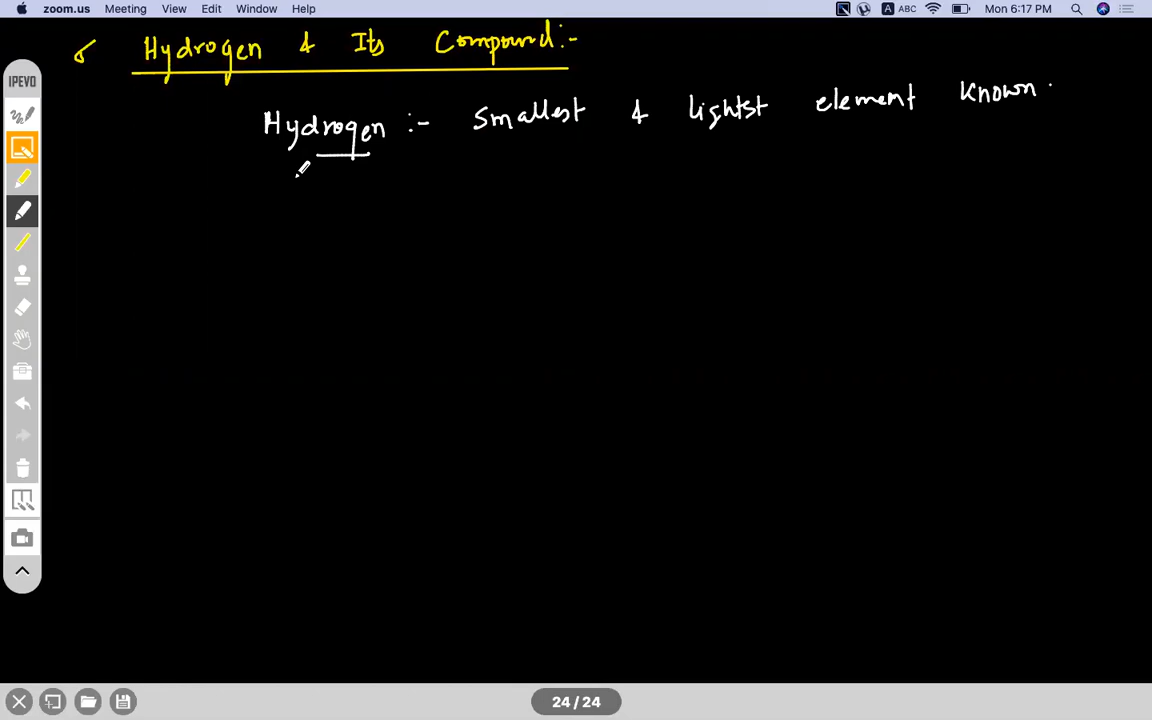 zoom.us Meeting View Edit Window Help A ABC Mon 6:17 PM
Hydrogen & Its Compound:-
IPEVO
Hydrogen :- Smallest & lightst element known.
24 / 24